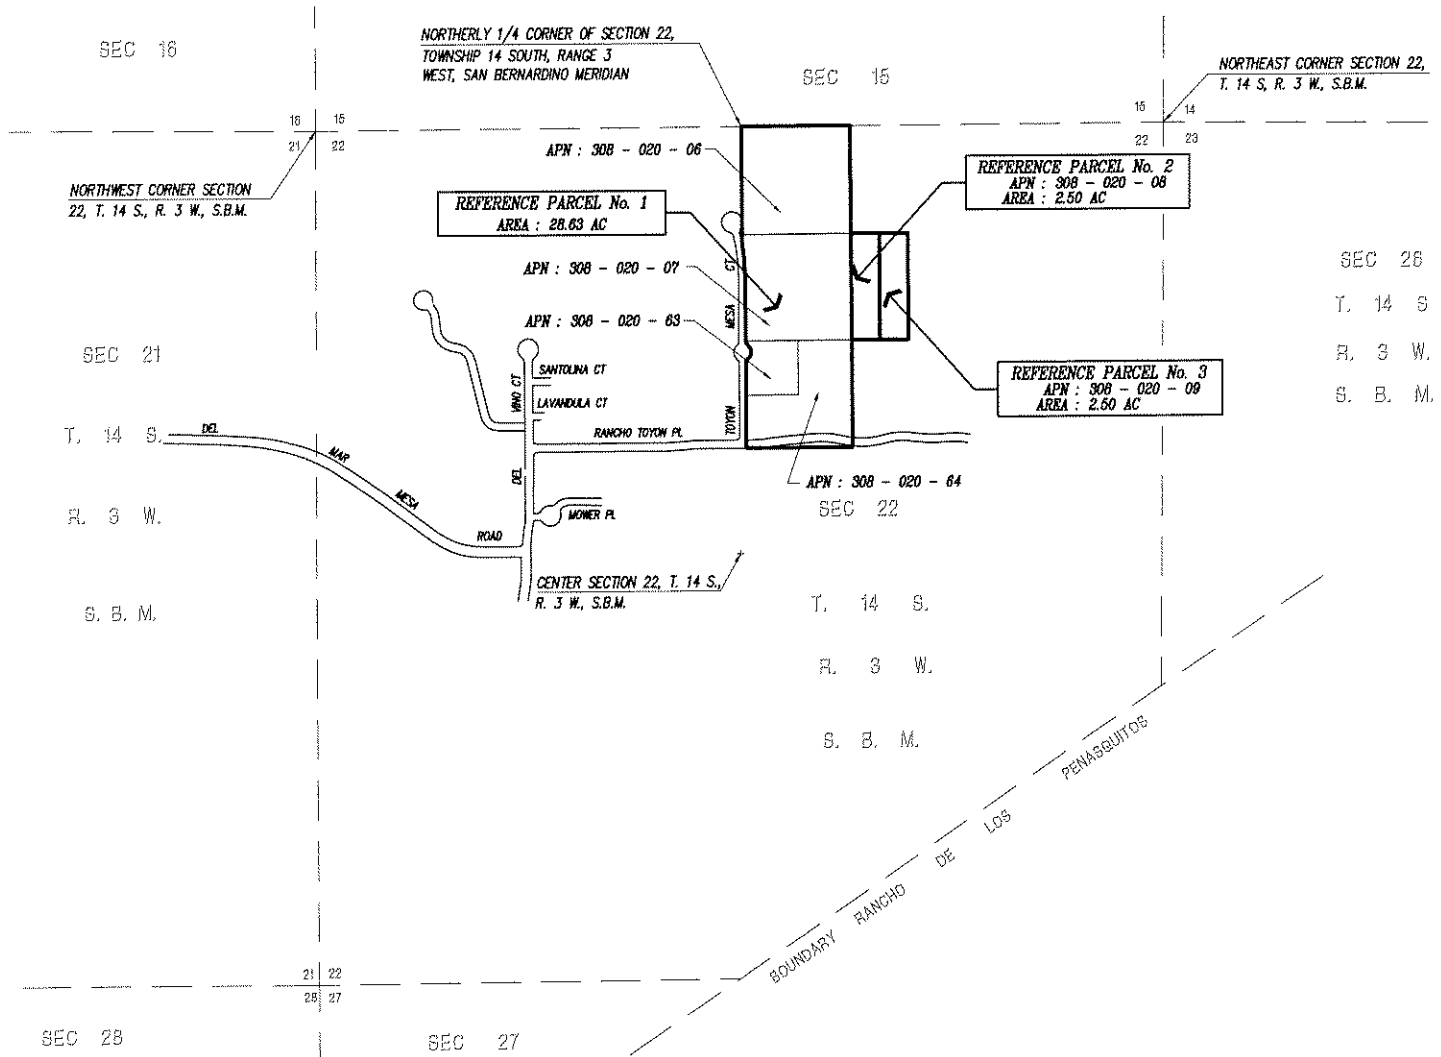 SEC 16
NORTHERLY 1/4 CORNER OF SECTION 22,
TOWNSHIP 14 SOUTH, RANGE 3
WEST, SAN BERNARDINO MERIDIAN
SEC 15
NORTHEAST CORNER SECTION 22,
T. 14 S, R. 3 W., S.B.M.
16 15
21 22
15 14
22 23
NORTHWEST CORNER SECTION
22, T. 14 S., R. 3 W., S.B.M.
APN : 308 - 020 - 06
REFERENCE PARCEL No. 2
APN : 308 - 020 - 08
AREA : 2.50 AC
REFERENCE PARCEL No. 1
AREA : 28.63 AC
APN : 308 - 020 - 07
APN : 308 - 020 - 63
TOYON MESA CT
SEC 26
T. 14 S
R. 3 W.
S. B. M.
SEC 21
T. 14 S.
R. 3 W.
S. B. M.
SANTOLINA CT
LAVANDULA CT
DEL VINO CT
RANCHO TOYON PL
REFERENCE PARCEL No. 3
APN : 308 - 020 - 09
AREA : 2.50 AC
DEL MAR MESA ROAD
MOWER PL
APN : 308 - 020 - 64
SEC 22
CENTER SECTION 22, T. 14 S.,
R. 3 W., S.B.M.
T. 14 S.
R. 3 W.
S. B. M.
BOUNDARY RANCHO DE LOS PENASQUITOS
21 22
28 27
SEC 28
SEC 27